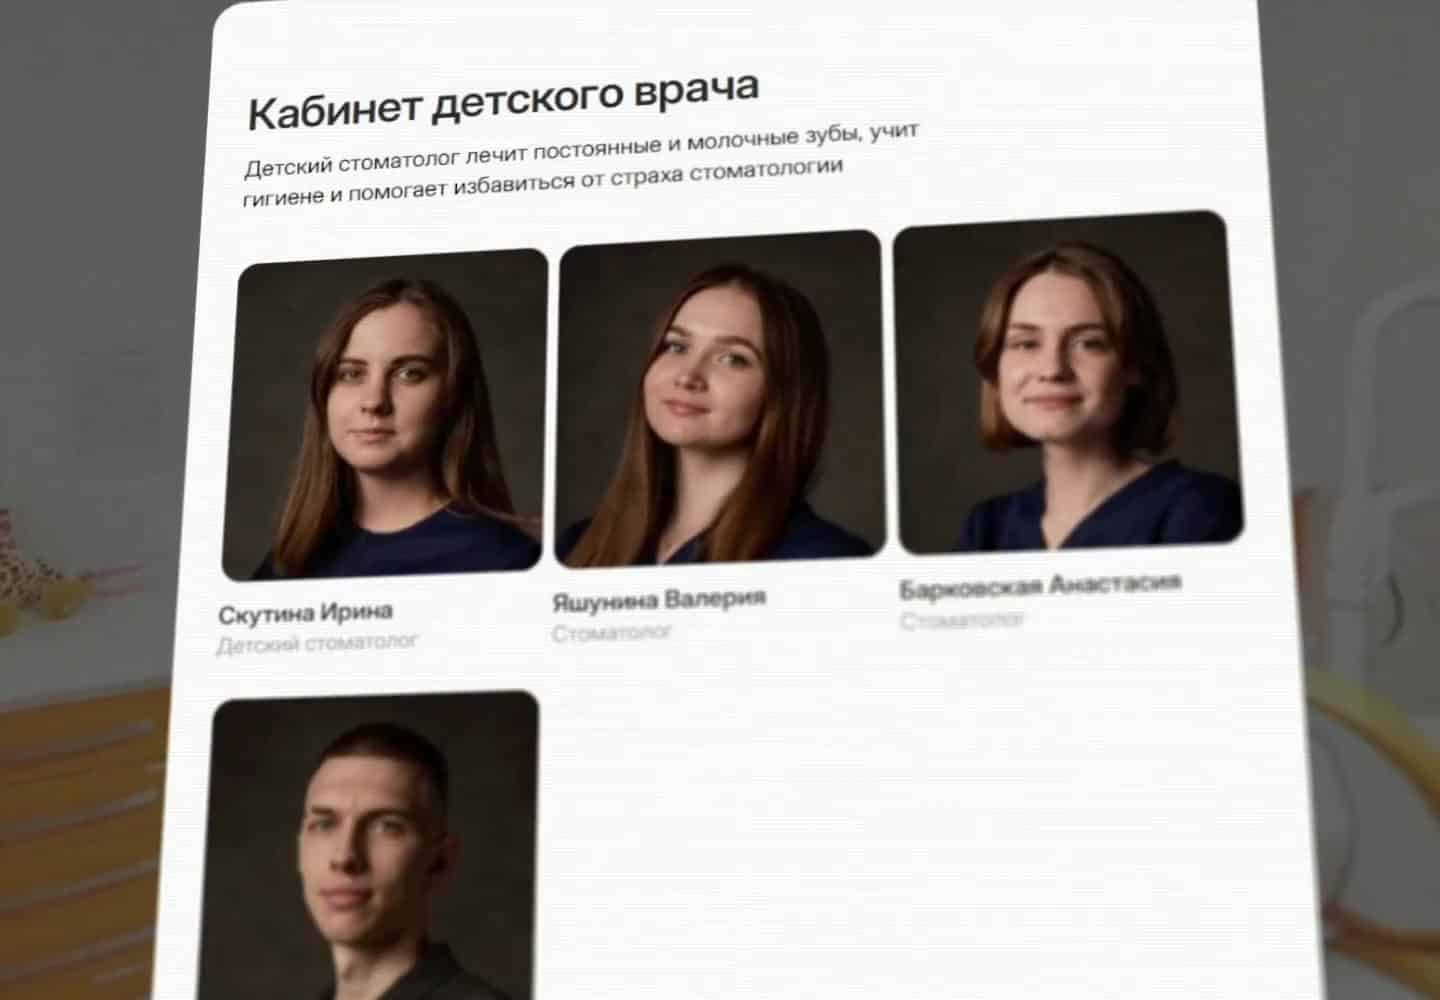 Кабинет детского врача
Детский стоматолог лечит постоянные и молочные зубы, учит
гигиене и помогает избавиться от страха стоматологии
Скутина Ирина
Детский стоматолог
Яшунина Валерия
Стоматолог
Барковская Анастасия
Стоматолог